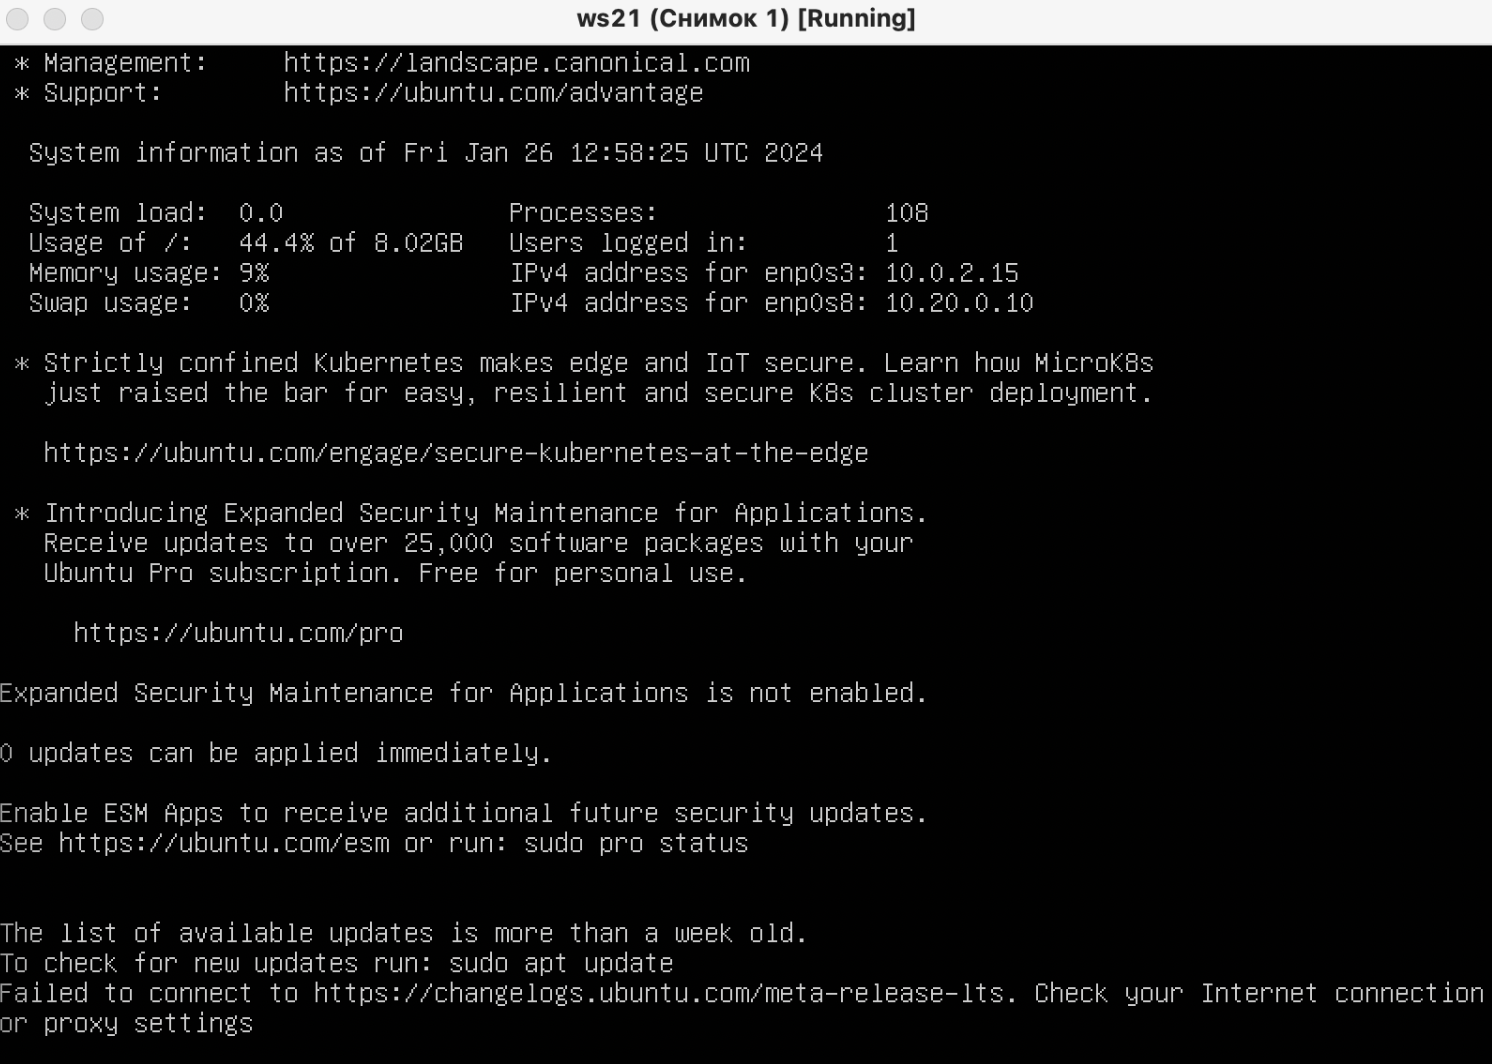 ws21 (Снимок 1) [Running]
* Management: https://landscape.canonical.com
* Support: https://ubuntu.com/advantage
System information as of Fri Jan 26 12:58:25 UTC 2024
System load: 0.0 Processes: 108
Usage of /: 44.4% of 8.02GB Users logged in: 1
Memory usage: 9% IPv4 address for enp0s3: 10.0.2.15
Swap usage: 0% IPv4 address for enp0s8: 10.20.0.10
* Strictly confined Kubernetes makes edge and IoT secure. Learn how MicroK8s
just raised the bar for easy, resilient and secure K8s cluster deployment.
https://ubuntu.com/engage/secure-kubernetes-at-the-edge
* Introducing Expanded Security Maintenance for Applications.
Receive updates to over 25,000 software packages with your
Ubuntu Pro subscription. Free for personal use.
https://ubuntu.com/pro
Expanded Security Maintenance for Applications is not enabled.
0 updates can be applied immediately.
Enable ESM Apps to receive additional future security updates.
See https://ubuntu.com/esm or run: sudo pro status
The list of available updates is more than a week old.
To check for new updates run: sudo apt update
Failed to connect to https://changelogs.ubuntu.com/meta-release-lts. Check your Internet connection
or proxy settings